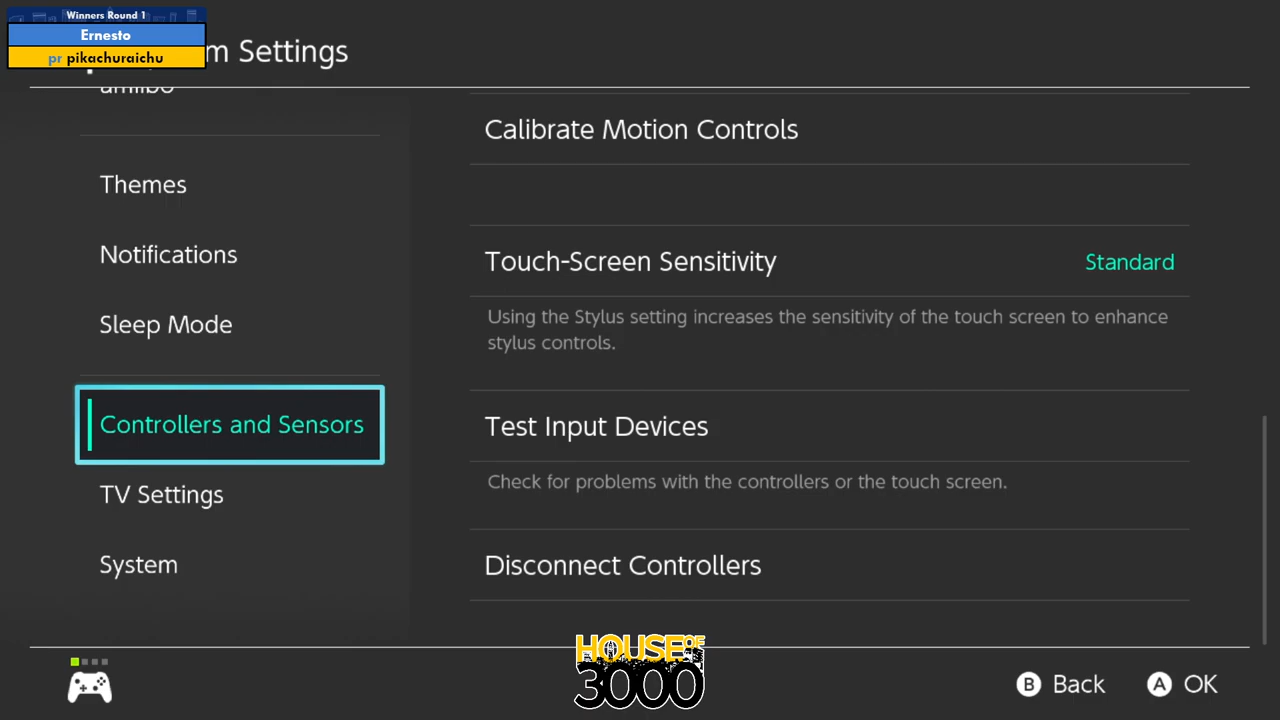 Winners Round 1
Ernesto
pr pikachuraichu
m Settings
amiibo
Themes
Notifications
Sleep Mode
Controllers and Sensors
TV Settings
System
Calibrate Motion Controls
Touch-Screen Sensitivity Standard
Using the Stylus setting increases the sensitivity of the touch screen to enhance
stylus controls.
Test Input Devices
Check for problems with the controllers or the touch screen.
Disconnect Controllers
HOUSE OF
3000
B Back A OK